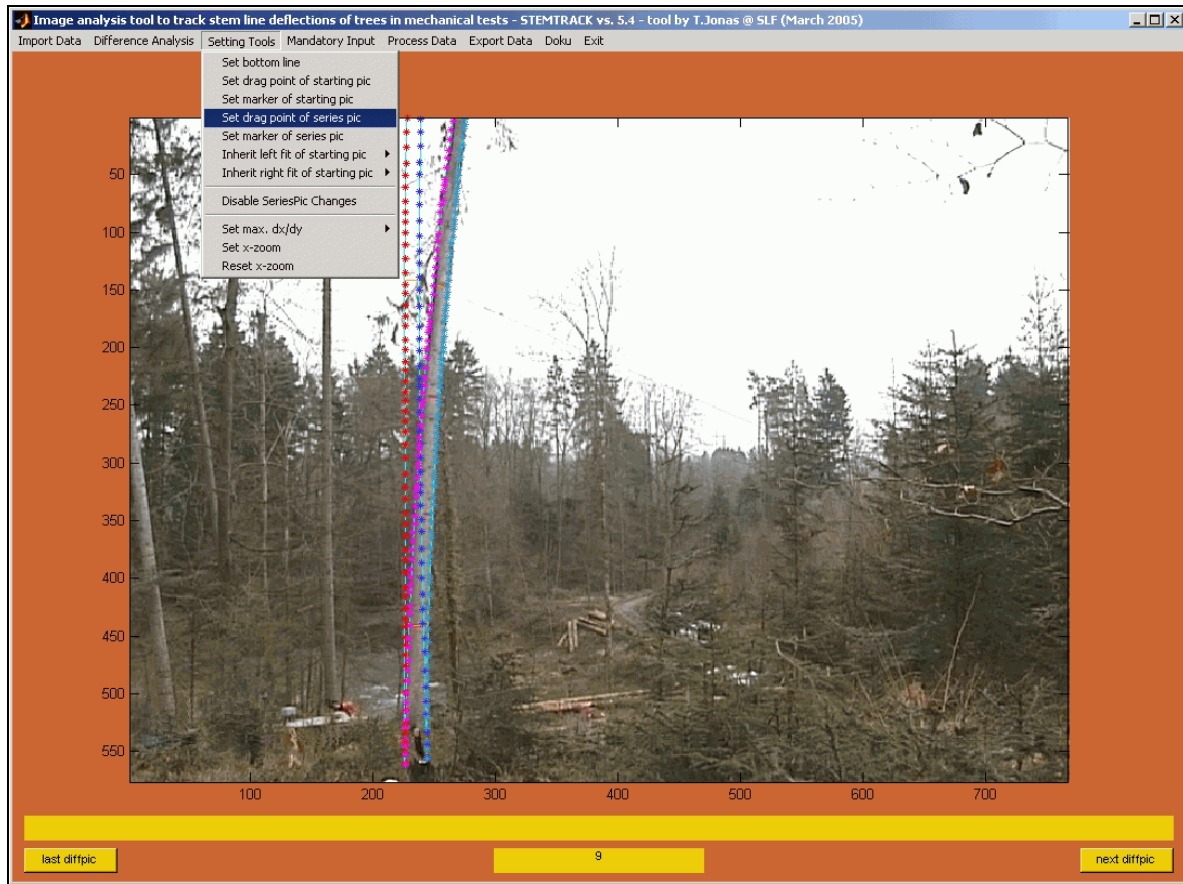 Image analysis tool to track stem line deflections of trees in mechanical tests - STEMTRACK vs. 5.4 - tool by T.Jonas @ SLF (March 2005)
Import Data Difference Analysis Setting Tools Mandatory Input Process Data Export Data Doku Exit
Set bottom line
Set drag point of starting pic
Set marker of starting pic
Set drag point of series pic
Set marker of series pic
Inherit left fit of starting pic
Inherit right fit of starting pic
Disable SeriesPic Changes
Set max. dx/dy
Set x-zoom
Reset x-zoom
50
100
150
200
250
300
350
400
450
500
550
100 200 300 400 500 600 700
last diffpic 9 next diffpic